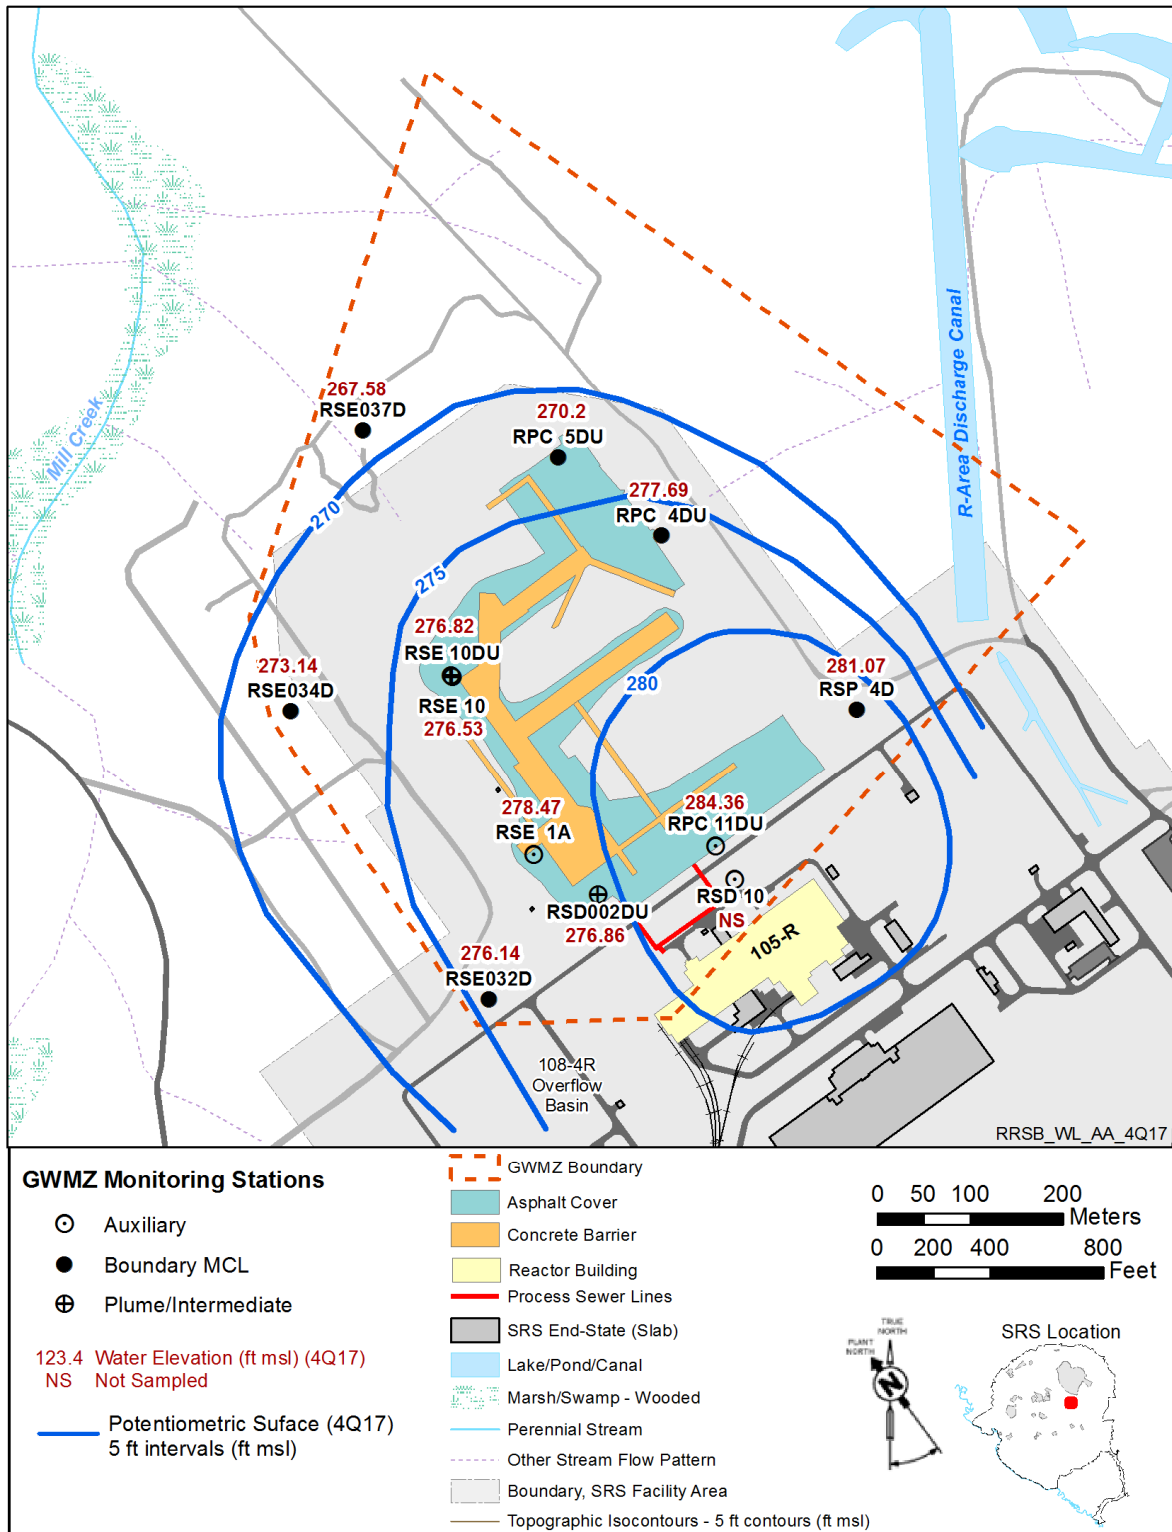 Mill Creek
R-Area Discharge Canal
267.58
RSE037D
270.2
RPC 5DU
277.69
RPC 4DU
270
275
280
276.82
RSE 10DU
RSE 10
276.53
273.14
RSE034D
281.07
RSP 4D
278.47
RSE 1A
284.36
RPC 11DU
RSD 10
NS
RSD002DU
276.86
105-R
276.14
RSE032D
108-4R
Overflow
Basin
RRSB_WL_AA_4Q17
GWMZ Monitoring Stations
Auxiliary
Boundary MCL
Plume/Intermediate
123.4 Water Elevation (ft msl) (4Q17)
NS Not Sampled
Potentiometric Suface (4Q17)
5 ft intervals (ft msl)
GWMZ Boundary
Asphalt Cover
Concrete Barrier
Reactor Building
Process Sewer Lines
SRS End-State (Slab)
Lake/Pond/Canal
Marsh/Swamp - Wooded
Perennial Stream
Other Stream Flow Pattern
Boundary, SRS Facility Area
Topographic Isocontours - 5 ft contours (ft msl)
0 50 100 200
Meters
0 200 400 800
Feet
TRUE
NORTH
PLANT
NORTH
N
SRS Location